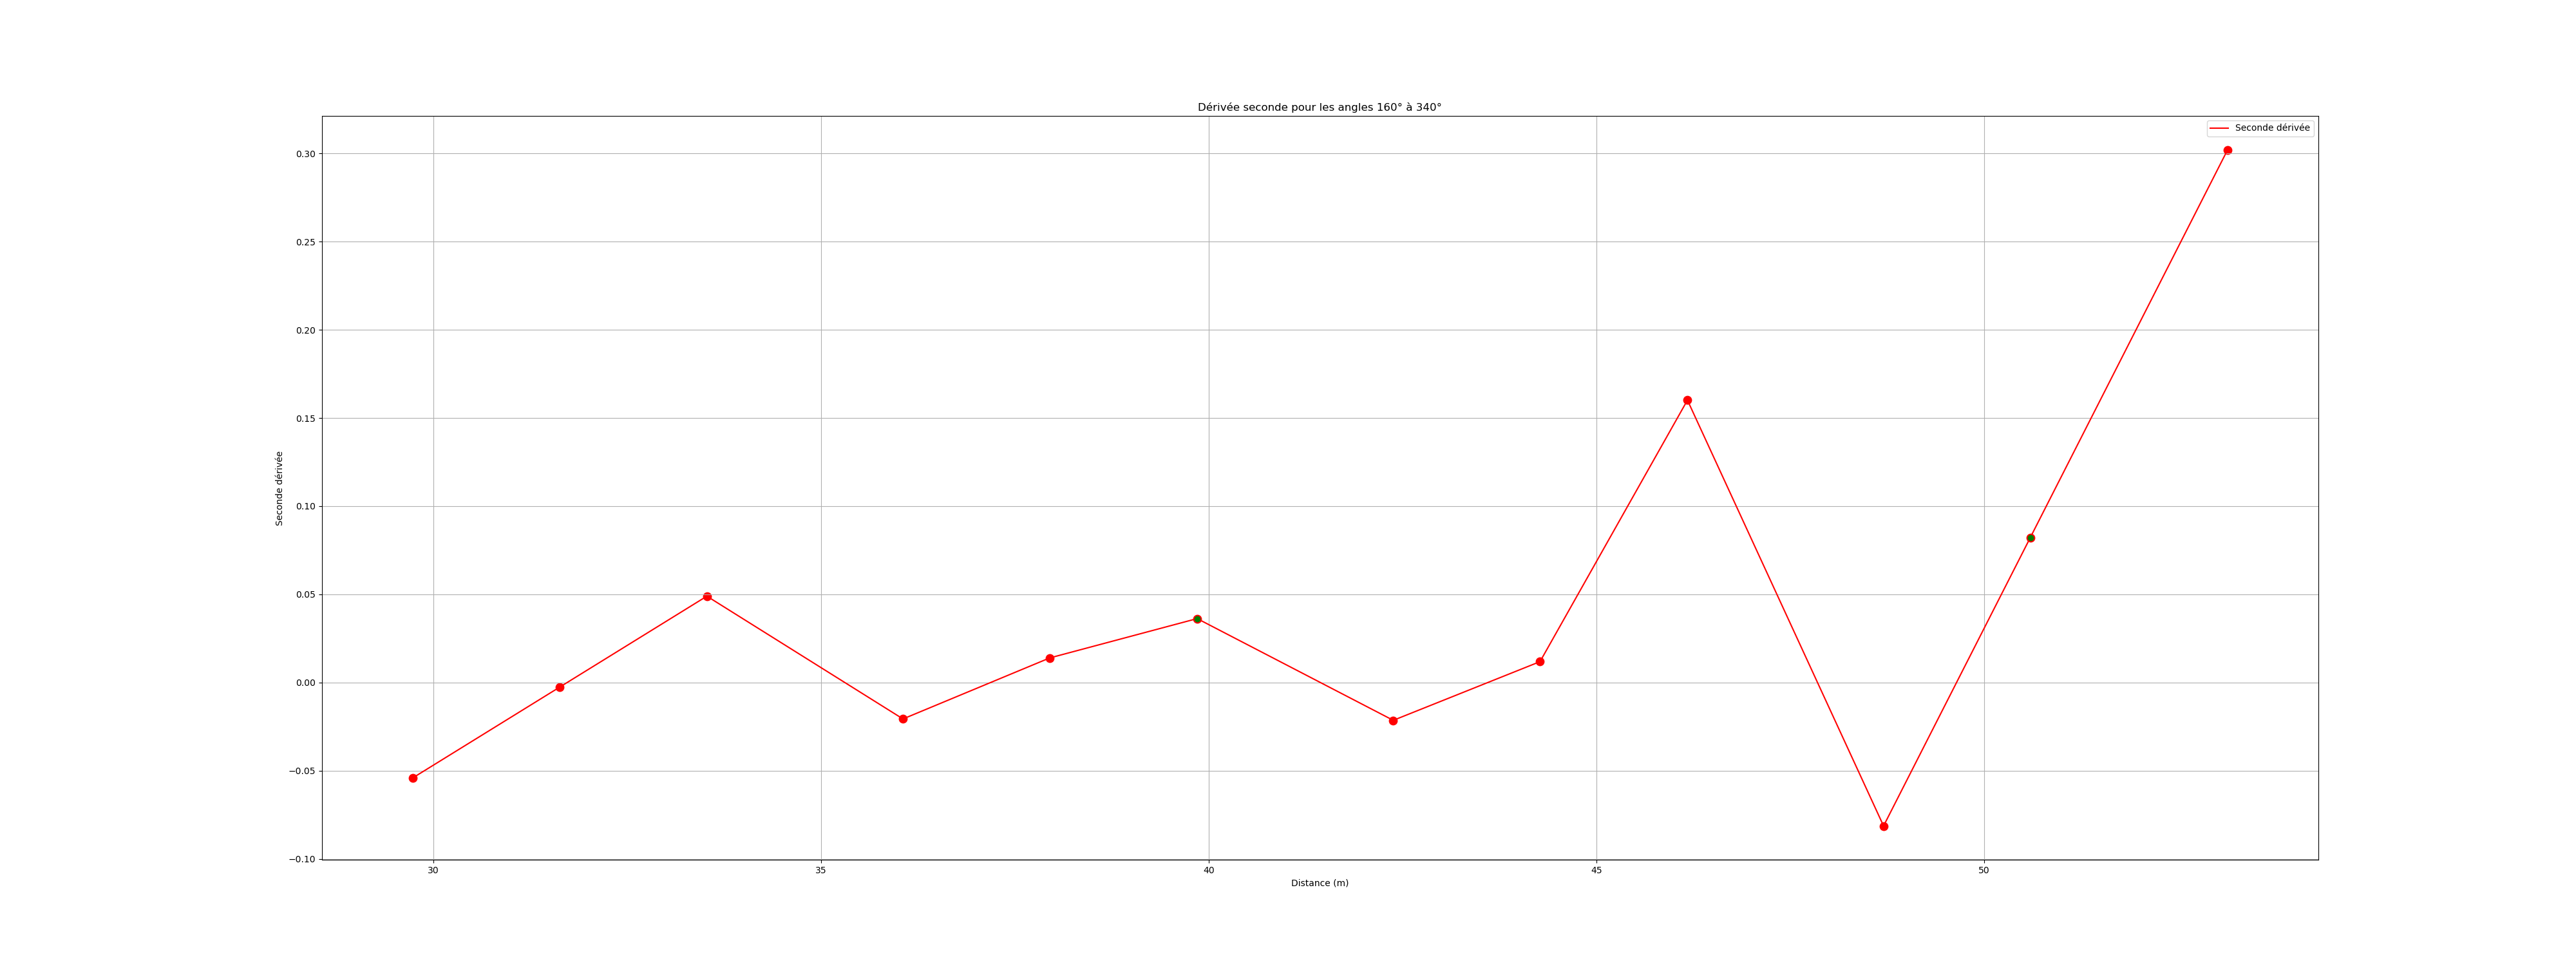 Dérivée seconde pour les angles 160° à 340°
Seconde dérivée
0.30
0.25
0.20
0.15
0.10
0.05
0.00
−0.05
−0.10
Seconde dérivée
30 35 40 45 50
Distance (m)